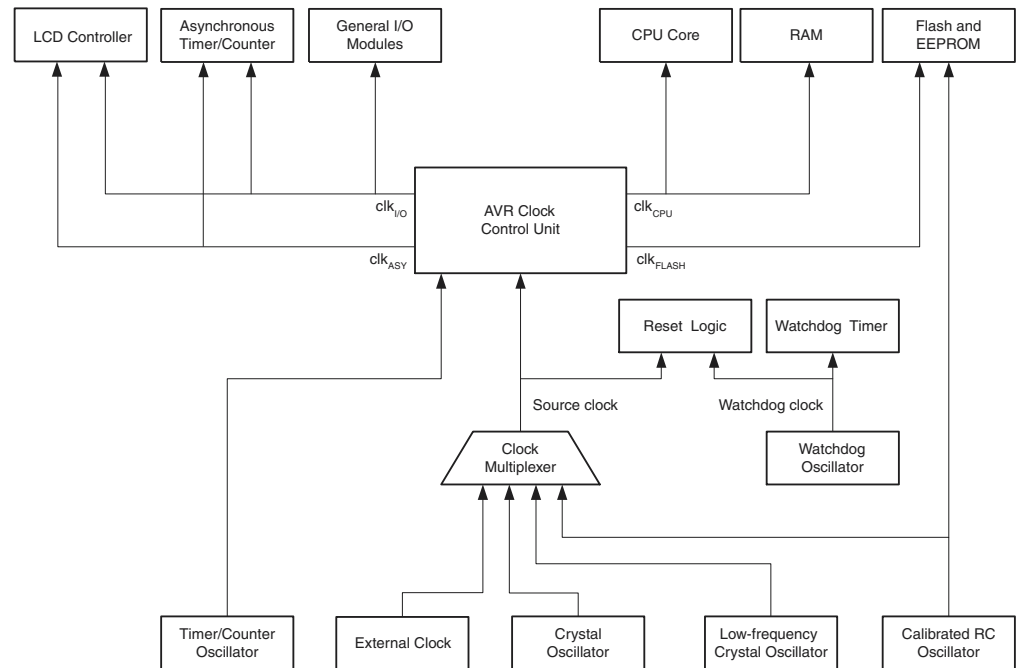 LCD Controller
Asynchronous
Timer/Counter
General I/O
Modules
CPU Core
RAM
Flash and
EEPROM
clkI/O
AVR Clock
Control Unit
clkCPU
clkASY
clkFLASH
Reset Logic
Watchdog Timer
Source clock
Watchdog clock
Clock
Multiplexer
Watchdog
Oscillator
Timer/Counter
Oscillator
External Clock
Crystal
Oscillator
Low-frequency
Crystal Oscillator
Calibrated RC
Oscillator